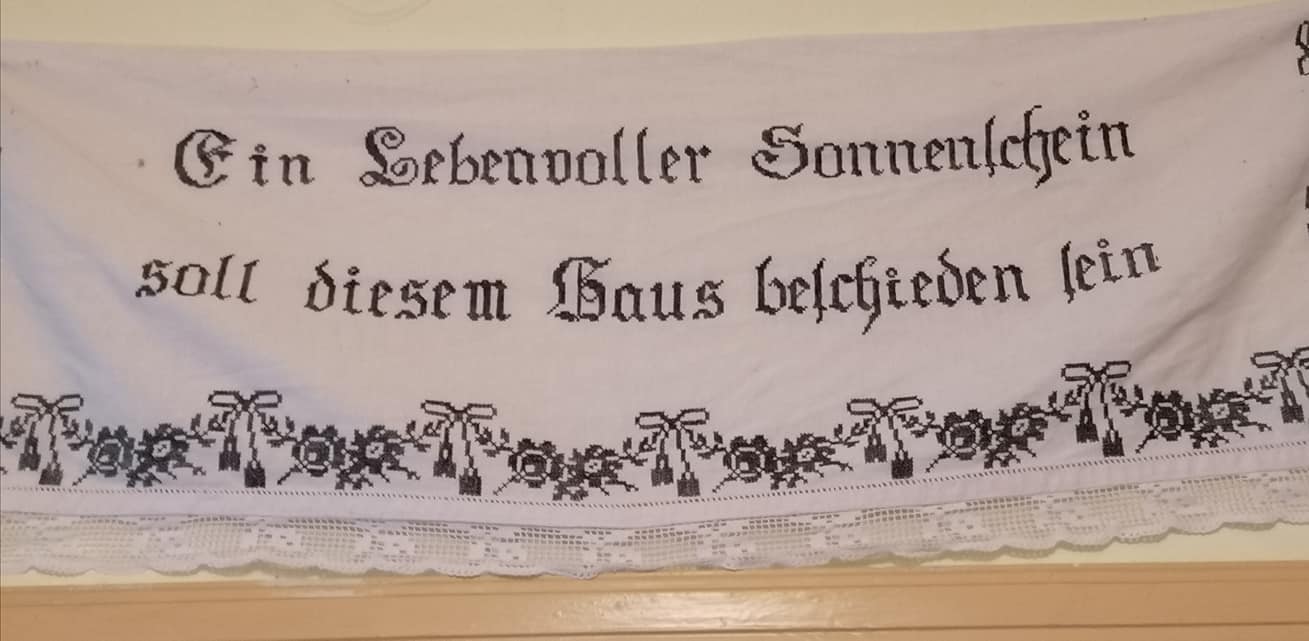 Ein Lebenvoller Sonnenſchein
soll diesem Haus beſchieden ſein